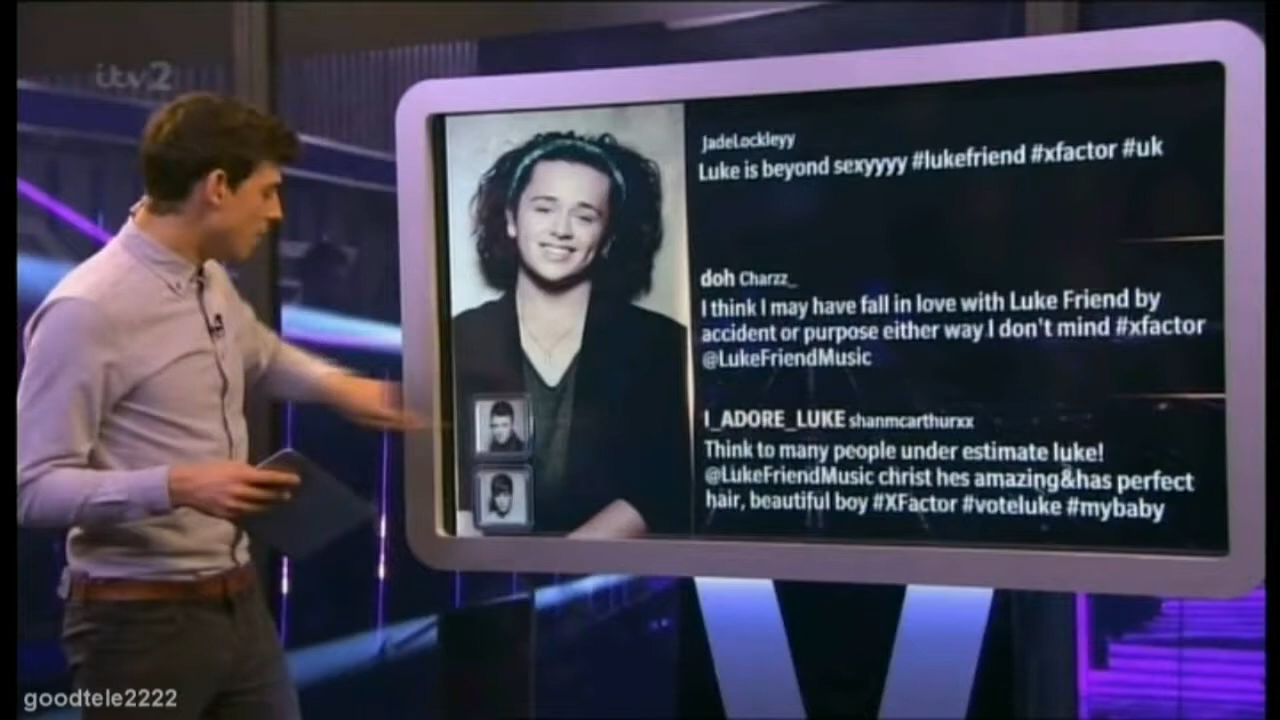 itv2
JadeLockleyy
Luke is beyond sexyyyy #lukefriend #xfactor #uk
doh Charzz_
I think I may have fall in love with Luke Friend by
accident or purpose either way I don't mind #xfactor
@LukeFriendMusic
I_ADORE_LUKE shanmcarthurxx
Think to many people under estimate luke!
@LukeFriendMusic christ hes amazing&has perfect
hair, beautiful boy #XFactor #voteluke #mybaby
goodtele2222